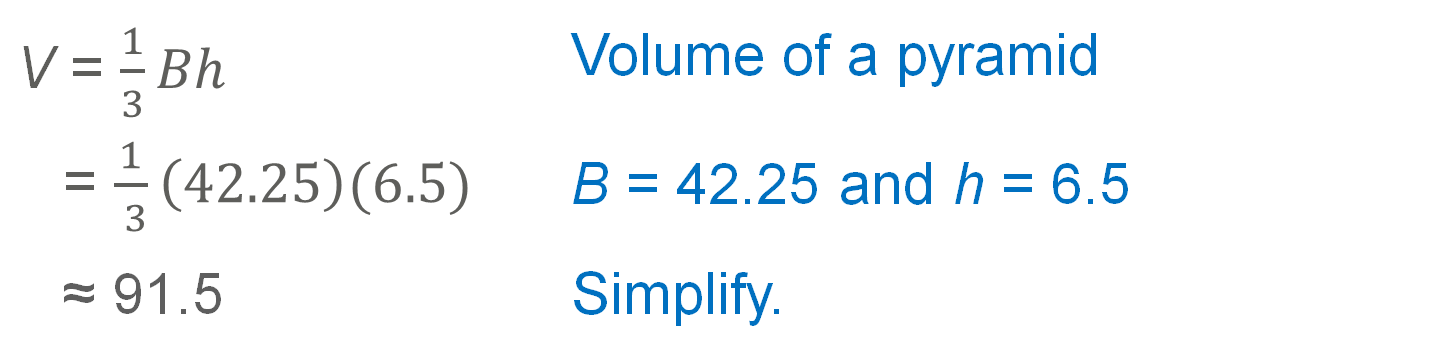 V = 1/3 Bh Volume of a pyramid
= 1/3 (42.25)(6.5) B = 42.25 and h = 6.5
≈ 91.5 Simplify.